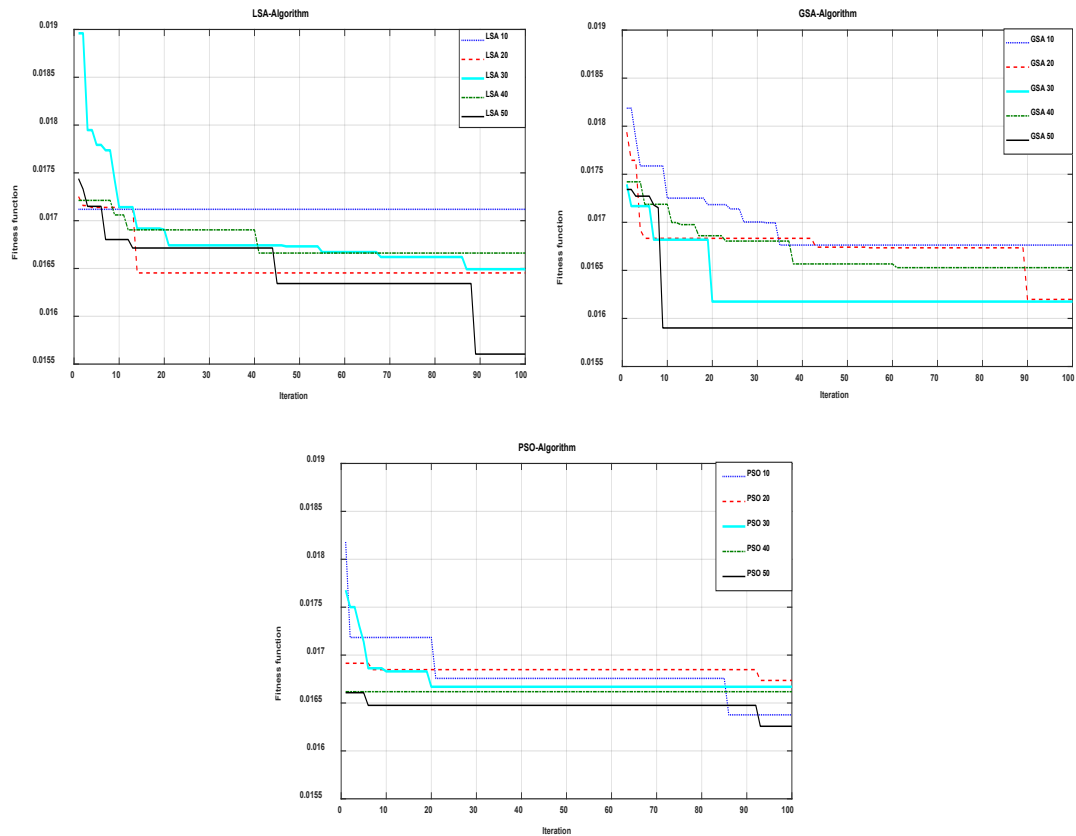 LSA-Algorithm
0.019
0.0185
0.018
0.0175
0.017
0.0165
0.016
0.0155
Fitness function
0
10
20
30
40
50
60
70
80
90
100
Iteration
LSA 10
LSA 20
LSA 30
LSA 40
LSA 50
GSA-Algorithm
0.019
0.0185
0.018
0.0175
0.017
0.0165
0.016
0.0155
Fitness function
0
10
20
30
40
50
60
70
80
90
100
Iteration
GSA 10
GSA 20
GSA 30
GSA 40
GSA 50
PSO-Algorithm
0.019
0.0185
0.018
0.0175
0.017
0.0165
0.016
0.0155
Fitness function
0
10
20
30
40
50
60
70
80
90
100
Iteration
PSO 10
PSO 20
PSO 30
PSO 40
PSO 50